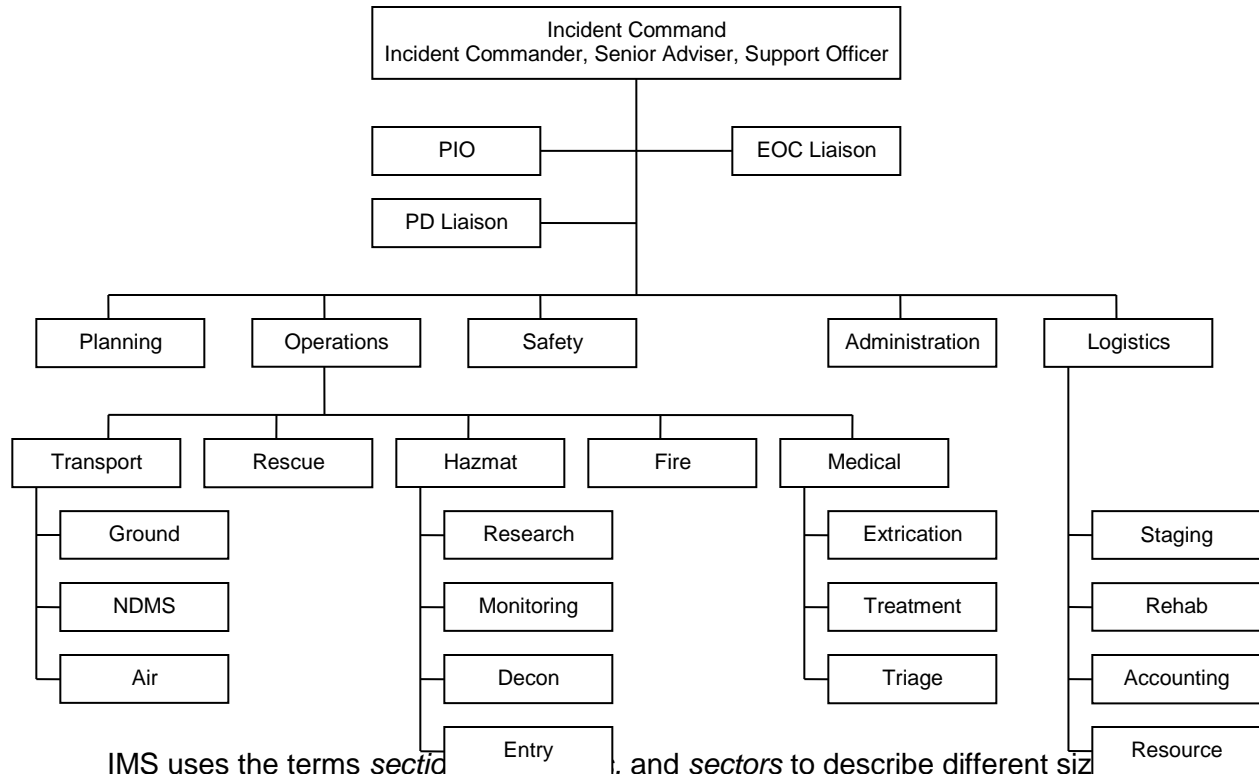 Incident Command
Incident Commander, Senior Adviser, Support Officer
PIO
EOC Liaison
PD Liaison
Planning
Operations
Safety
Administration
Logistics
Transport
Rescue
Hazmat
Fire
Medical
Ground
Research
Extrication
Staging
NDMS
Monitoring
Treatment
Rehab
Air
Decon
Triage
Accounting
Entry
Resource
IMS uses the terms and sectors to describe different